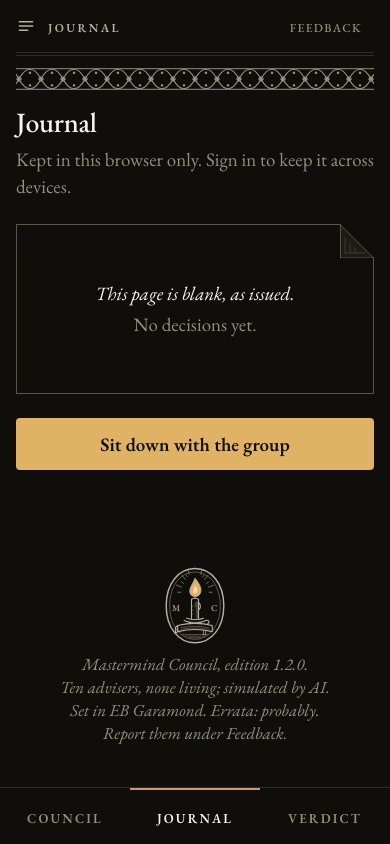 JOURNAL
FEEDBACK
Journal
Kept in this browser only. Sign in to keep it across
devices.
This page is blank, as issued.
No decisions yet.
Sit down with the group
M C
Mastermind Council, edition 1.2.0.
Ten advisers, none living; simulated by AI.
Set in EB Garamond. Errata: probably.
Report them under Feedback.
COUNCIL
JOURNAL
VERDICT